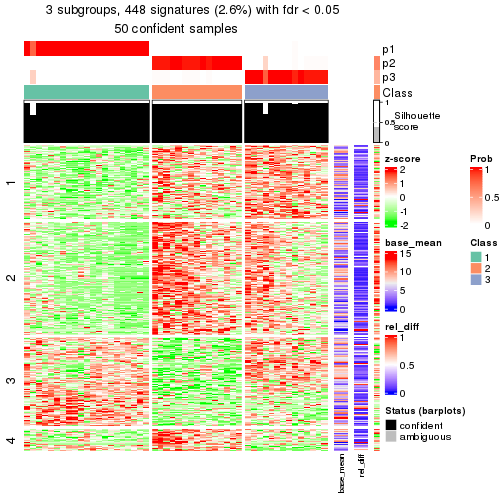 3 subgroups, 448 signatures (2.6%) with fdr < 0.05
50 confident samples
p1
p2
p3
Class
1
0.5
0
Silhouette
score
1
2
3
4
z-score
2
1
0
-1
-2
Prob
1
0.5
0
base_mean
15
10
5
0
Class
1
2
3
rel_diff
1
0.5
0
Status (barplots)
confident
ambiguous
base_mean
rel_diff